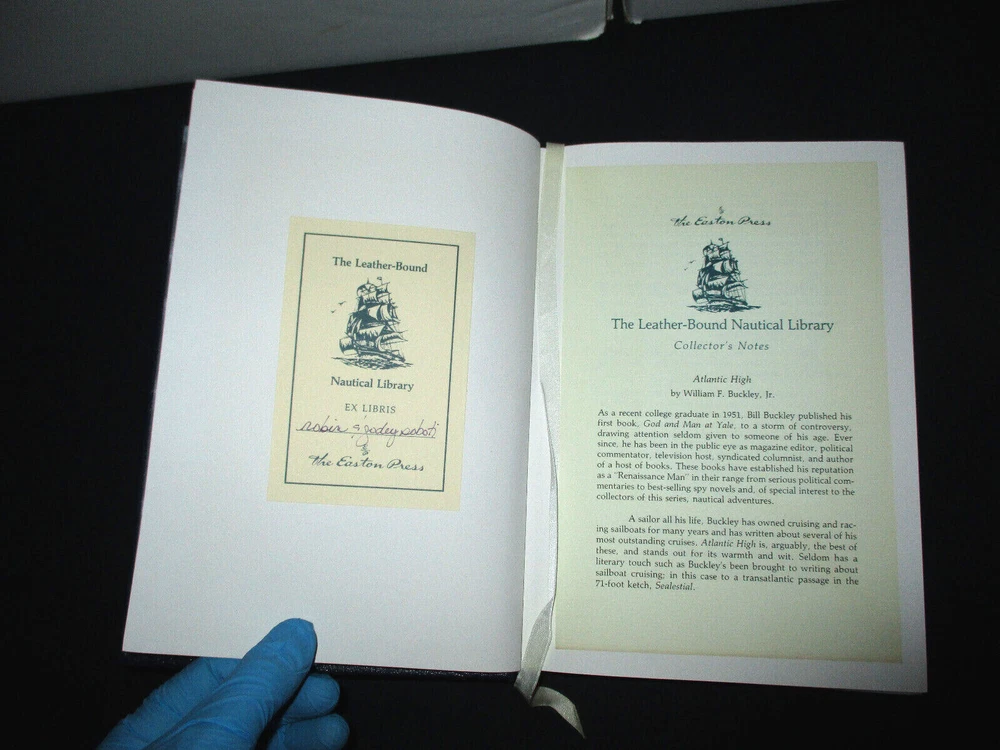 The Leather-Bound
Nautical Library
EX LIBRIS
The Easton Press
The Easton Press
The Leather-Bound Nautical Library
Collector's Notes
Atlantic High
by William F. Buckley, Jr.
As a recent college graduate in 1951, Bill Buckley published his
first book, God and Man at Yale, to a storm of controversy,
drawing attention seldom given to someone of his age. Ever
since, he has been in the public eye as magazine editor, political
commentator, television host, syndicated columnist, and author
of a host of books. These books have established his reputation
as a "Renaissance Man" in their range from serious political com-
mentaries to best-selling spy novels and, of special interest to the
collectors of this series, nautical adventures.
A sailor all his life, Buckley has owned cruising and rac-
ing sailboats for many years and has written about several of his
most outstanding cruises. Atlantic High is, arguably, the best of
these, and stands out for its warmth and wit. Seldom has a
literary touch such as Buckley's been brought to writing about
sailboat cruising; in this case to a transatlantic passage in the
71-foot ketch, Sealestial.